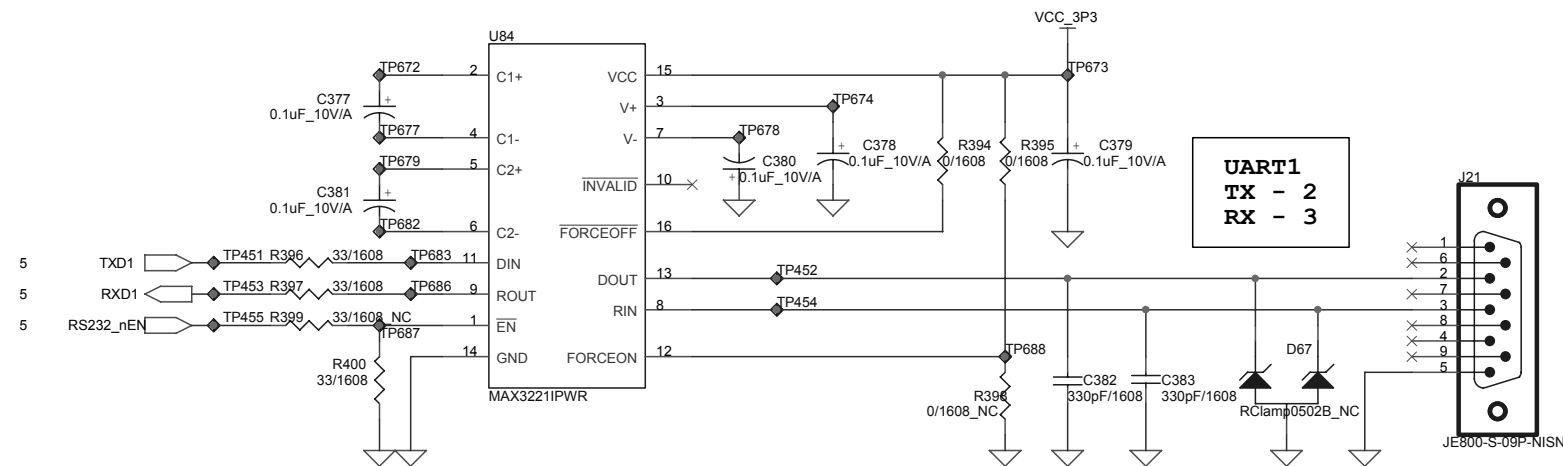 VCC_3P3
U84
TP672
2
C1+
VCC
15
TP673
C377
0.1uF_10V/A
+
V+
3
TP674
TP677
4
C1-
V-
7
TP678
TP679
5
C2+
C380
+
0.1uF_10V/A
+
C378
0.1uF_10V/A
R394
0/1608
R395
0/1608
+
C379
0.1uF_10V/A
C381
0.1uF_10V/A
+
INVALID
10
TP682
6
C2-
FORCEOFF
16
UART1
TX - 2
RX - 3
J21
5
TXD1
TP451
R396
33/1608
TP683
11
DIN
DOUT
13
TP452
5
RXD1
TP453
R397
33/1608
TP686
9
ROUT
RIN
8
TP454
5
RS232_nEN
TP455
R399
33/1608_NC
TP687
1
EN
14
GND
FORCEON
12
TP688
R400
33/1608
MAX3221IPWR
R398
0/1608_NC
C382
330pF/1608
C383
330pF/1608
D67
RClamp0502B_NC
1
6
2
7
3
8
4
9
5
JE800-S-09P-NISN